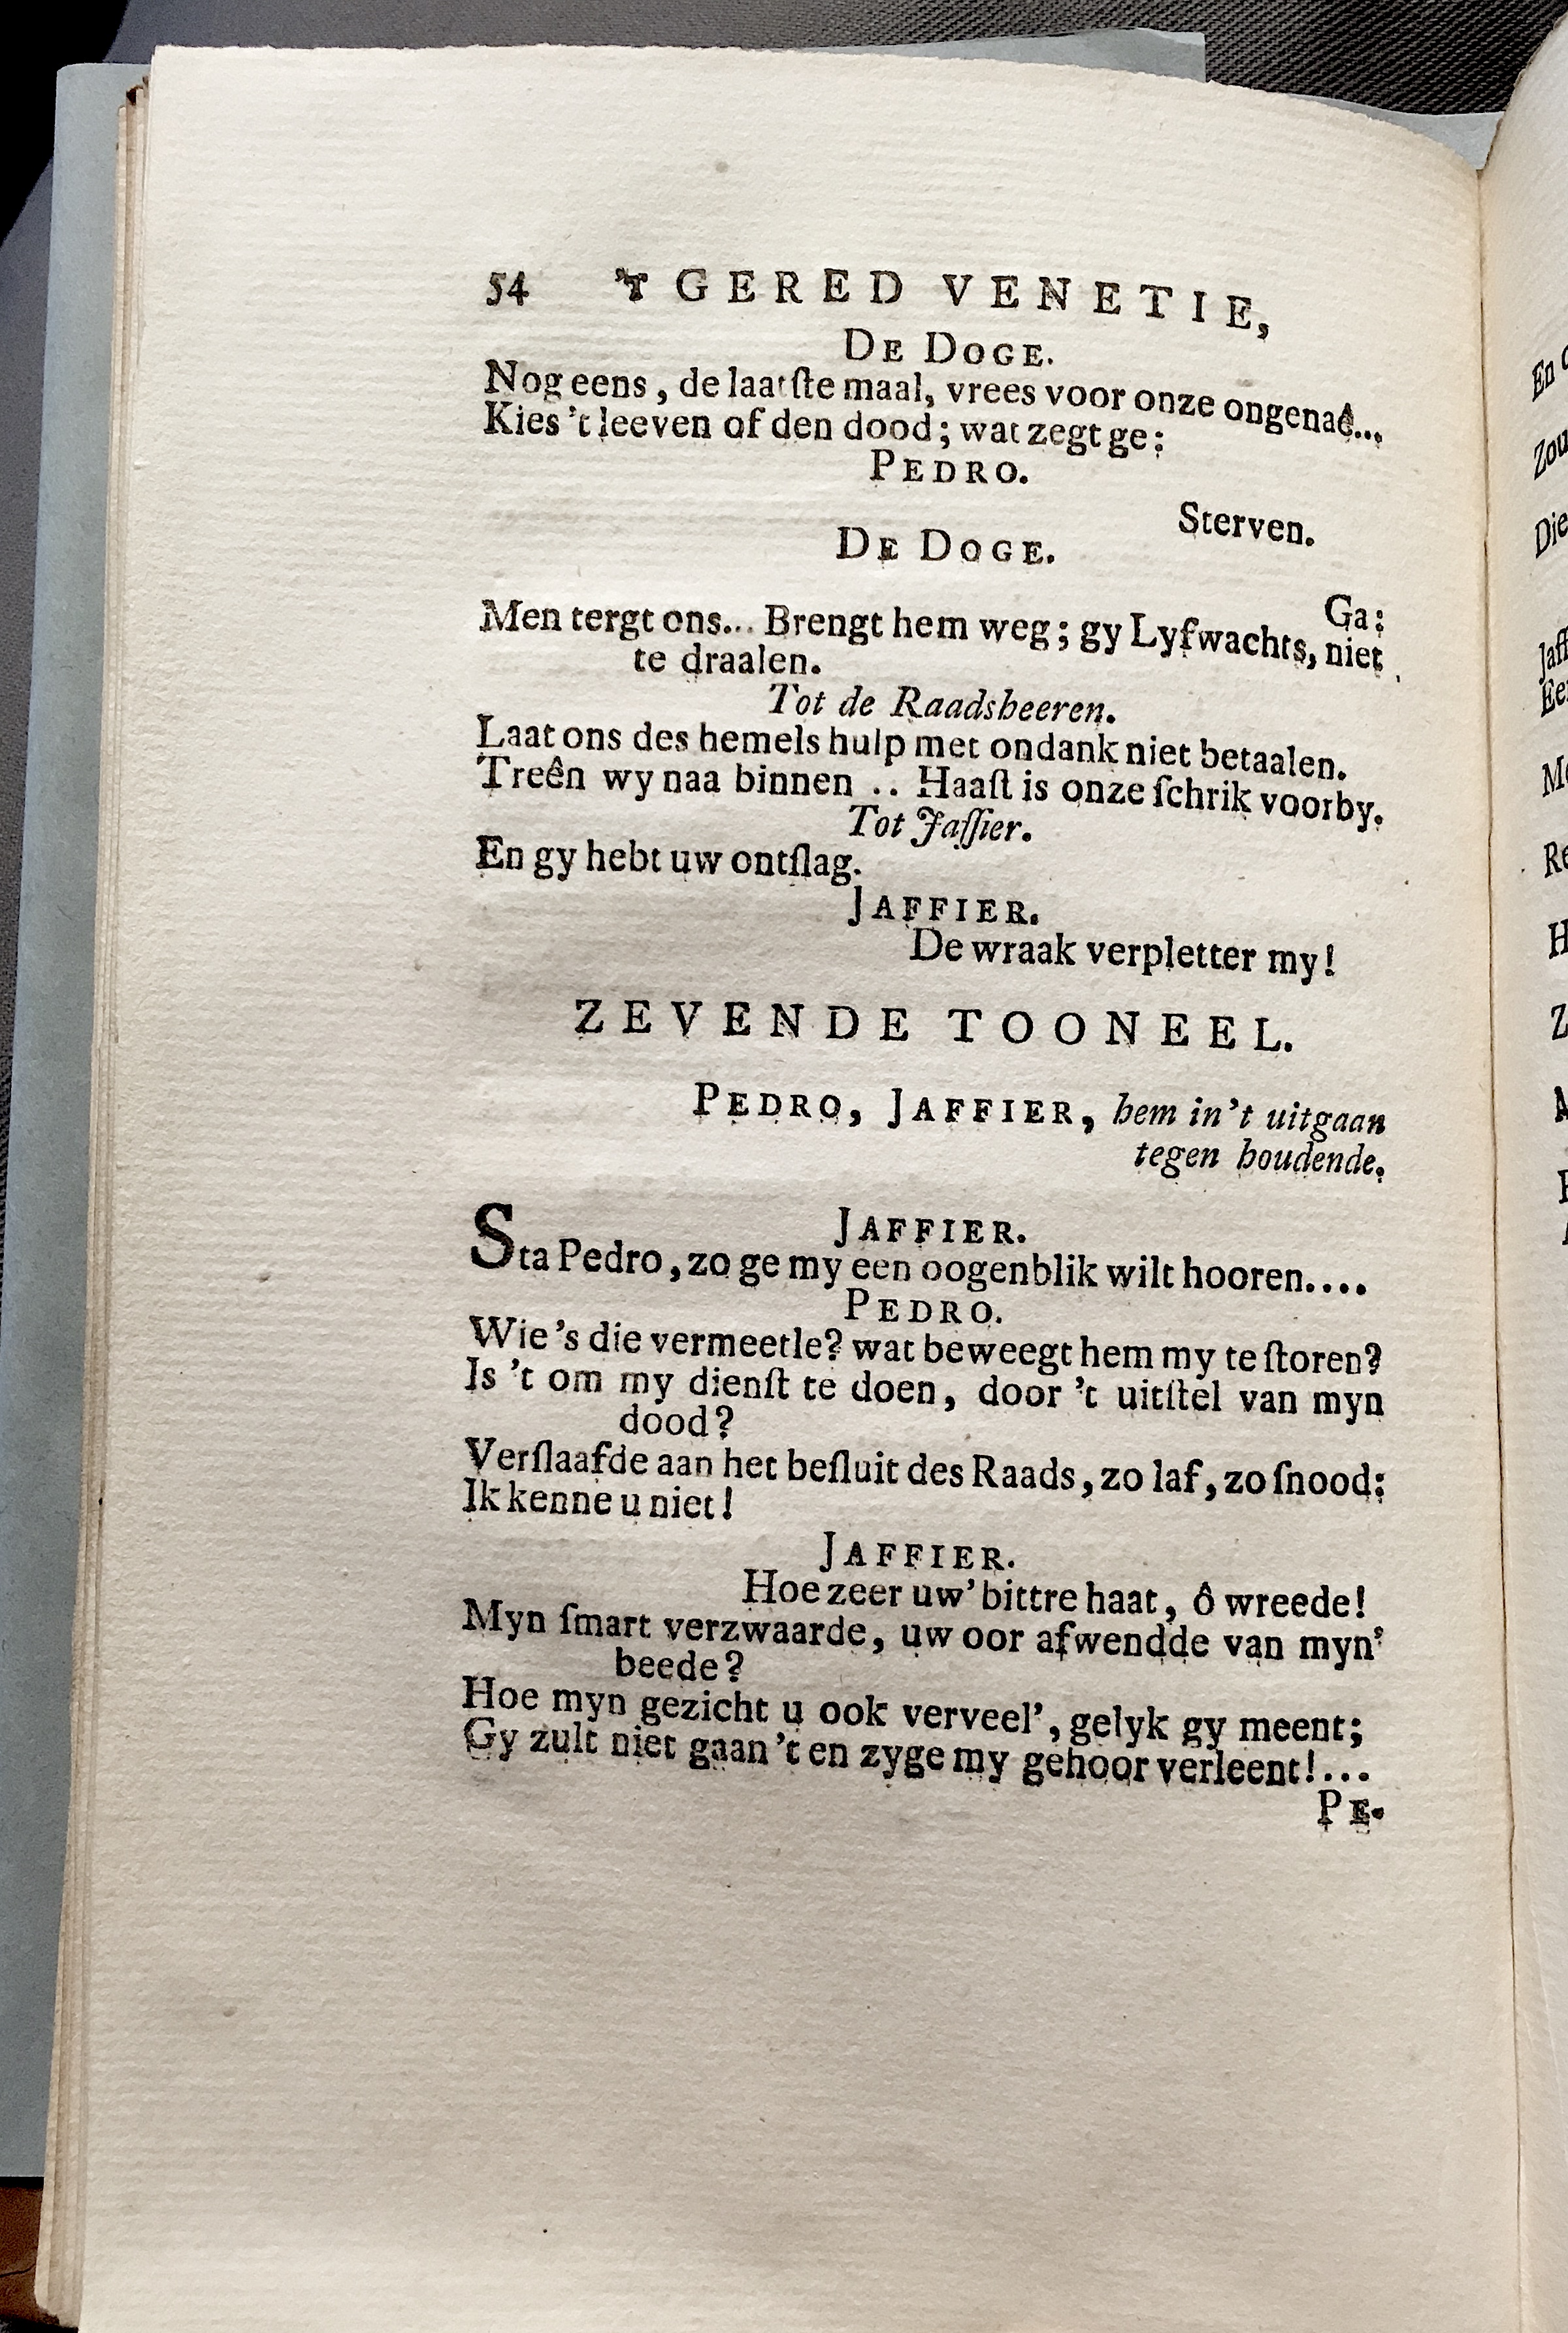 54 'T GERED VENETIE,
DE DOGE.
Nog eens, de laatſte maal, vrees voor onze ongenaê...
Kies 't leeven of den dood; wat zegt ge:
PEDRO.
Sterven.
DE DOGE.
Ga:
Men tergt ons... Brengt hem weg; gy Lyfwachts, niet
te draalen.
Tot de Raadsheeren.
Laat ons des hemels hulp met ondank niet betaalen.
Treên wy naa binnen .. Haaſt is onze ſchrik voorby.
Tot Jaffier.
En gy hebt uw ontſlag.
JAFFIER.
De wraak verpletter my!
ZEVENDE TOONEEL.
PEDRO, JAFFIER, hem in't uitgaan
tegen houdende.
JAFFIER.
Sta Pedro, zo ge my een oogenblik wilt hooren....
PEDRO.
Wie 's die vermeetle? wat beweegt hem my te ſtoren?
Is 't om my dienſt te doen, door 't uitſtel van myn
dood?
Verſlaafde aan het beſluit des Raads, zo laf, zo ſnood:
Ik kenne u niet!
JAFFIER.
Hoe zeer uw' bittre haat, ô wreede!
Myn ſmart verzwaarde, uw oor afwendde van myn'
beede?
Hoe myn gezicht u ook verveel', gelyk gy meent;
Gy zult niet gaan 't en zyge my gehoor verleent!...
PE-
En
Zou
Die
Jaff
Ee
Me
Re
H
Z